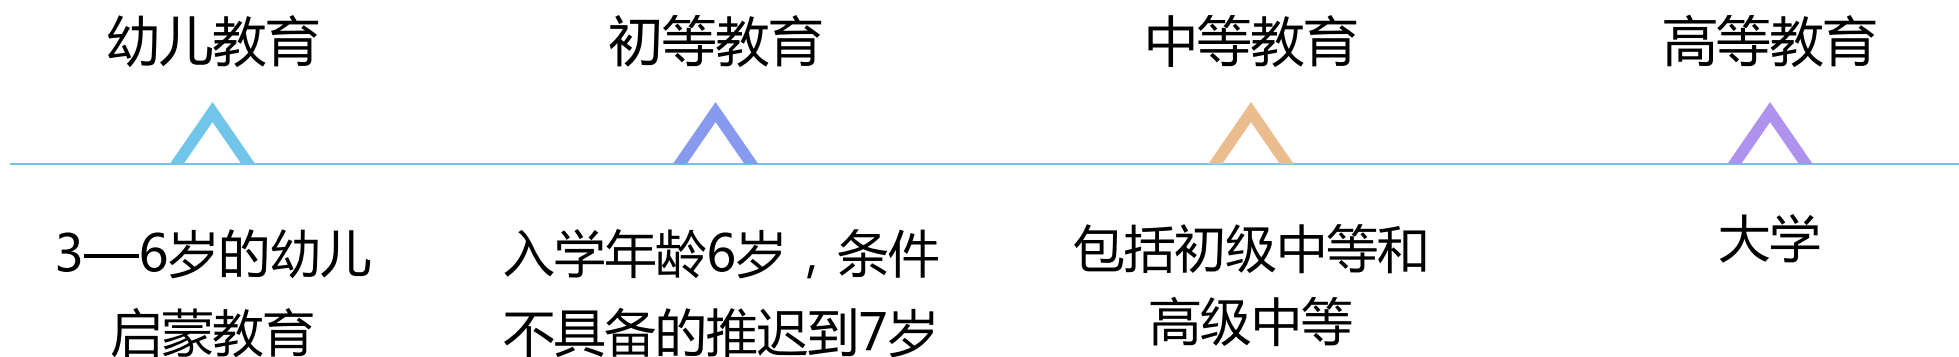 幼儿教育
初等教育
中等教育
高等教育
3—6岁的幼儿
启蒙教育
入学年龄6岁，条件
不具备的推迟到7岁
包括初级中等和
高级中等
大学